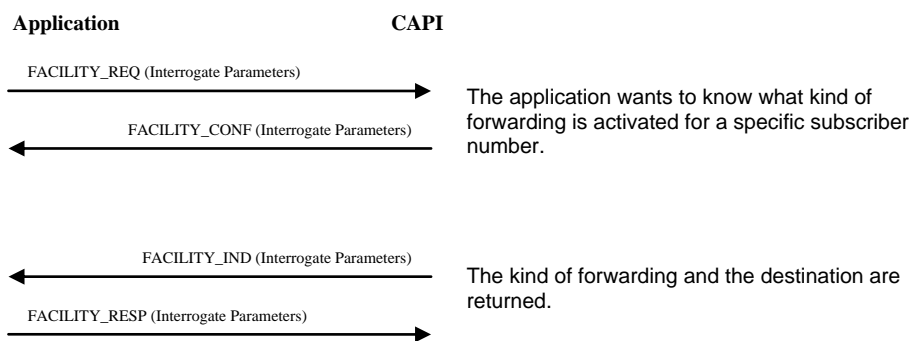 Application CAPI
FACILITY_REQ (Interrogate Parameters)
The application wants to know what kind of
forwarding is activated for a specific subscriber
number.
FACILITY_CONF (Interrogate Parameters)
FACILITY_IND (Interrogate Parameters)
The kind of forwarding and the destination are
returned.
FACILITY_RESP (Interrogate Parameters)